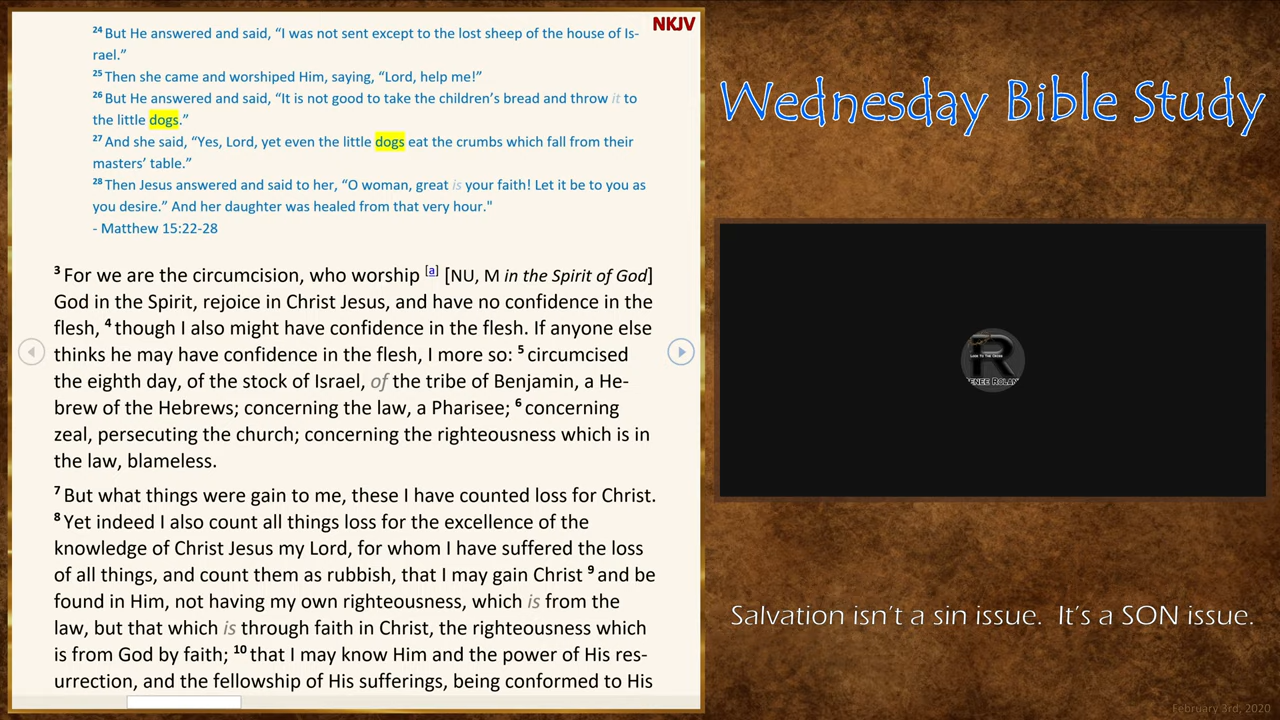 NKJV
24 But He answered and said, “I was not sent except to the lost sheep of the house of Is-
rael.”
25 Then she came and worshiped Him, saying, “Lord, help me!”
26 But He answered and said, “It is not good to take the children’s bread and throw it to
the little dogs.”
27 And she said, “Yes, Lord, yet even the little dogs eat the crumbs which fall from their
masters’ table.”
28 Then Jesus answered and said to her, “O woman, great is your faith! Let it be to you as
you desire.” And her daughter was healed from that very hour."
- Matthew 15:22-28
3 For we are the circumcision, who worship [a] [NU, M in the Spirit of God]
God in the Spirit, rejoice in Christ Jesus, and have no confidence in the
flesh, 4 though I also might have confidence in the flesh. If anyone else
thinks he may have confidence in the flesh, I more so: 5 circumcised
the eighth day, of the stock of Israel, of the tribe of Benjamin, a He-
brew of the Hebrews; concerning the law, a Pharisee; 6 concerning
zeal, persecuting the church; concerning the righteousness which is in
the law, blameless.
7 But what things were gain to me, these I have counted loss for Christ.
8 Yet indeed I also count all things loss for the excellence of the
knowledge of Christ Jesus my Lord, for whom I have suffered the loss
of all things, and count them as rubbish, that I may gain Christ 9 and be
found in Him, not having my own righteousness, which is from the
law, but that which is through faith in Christ, the righteousness which
is from God by faith; 10 that I may know Him and the power of His res-
urrection, and the fellowship of His sufferings, being conformed to His
Wednesday Bible Study
R
LOOK TO THE CROSS
Salvation isn’t a sin issue.  It’s a SON issue.
February 3rd, 2020